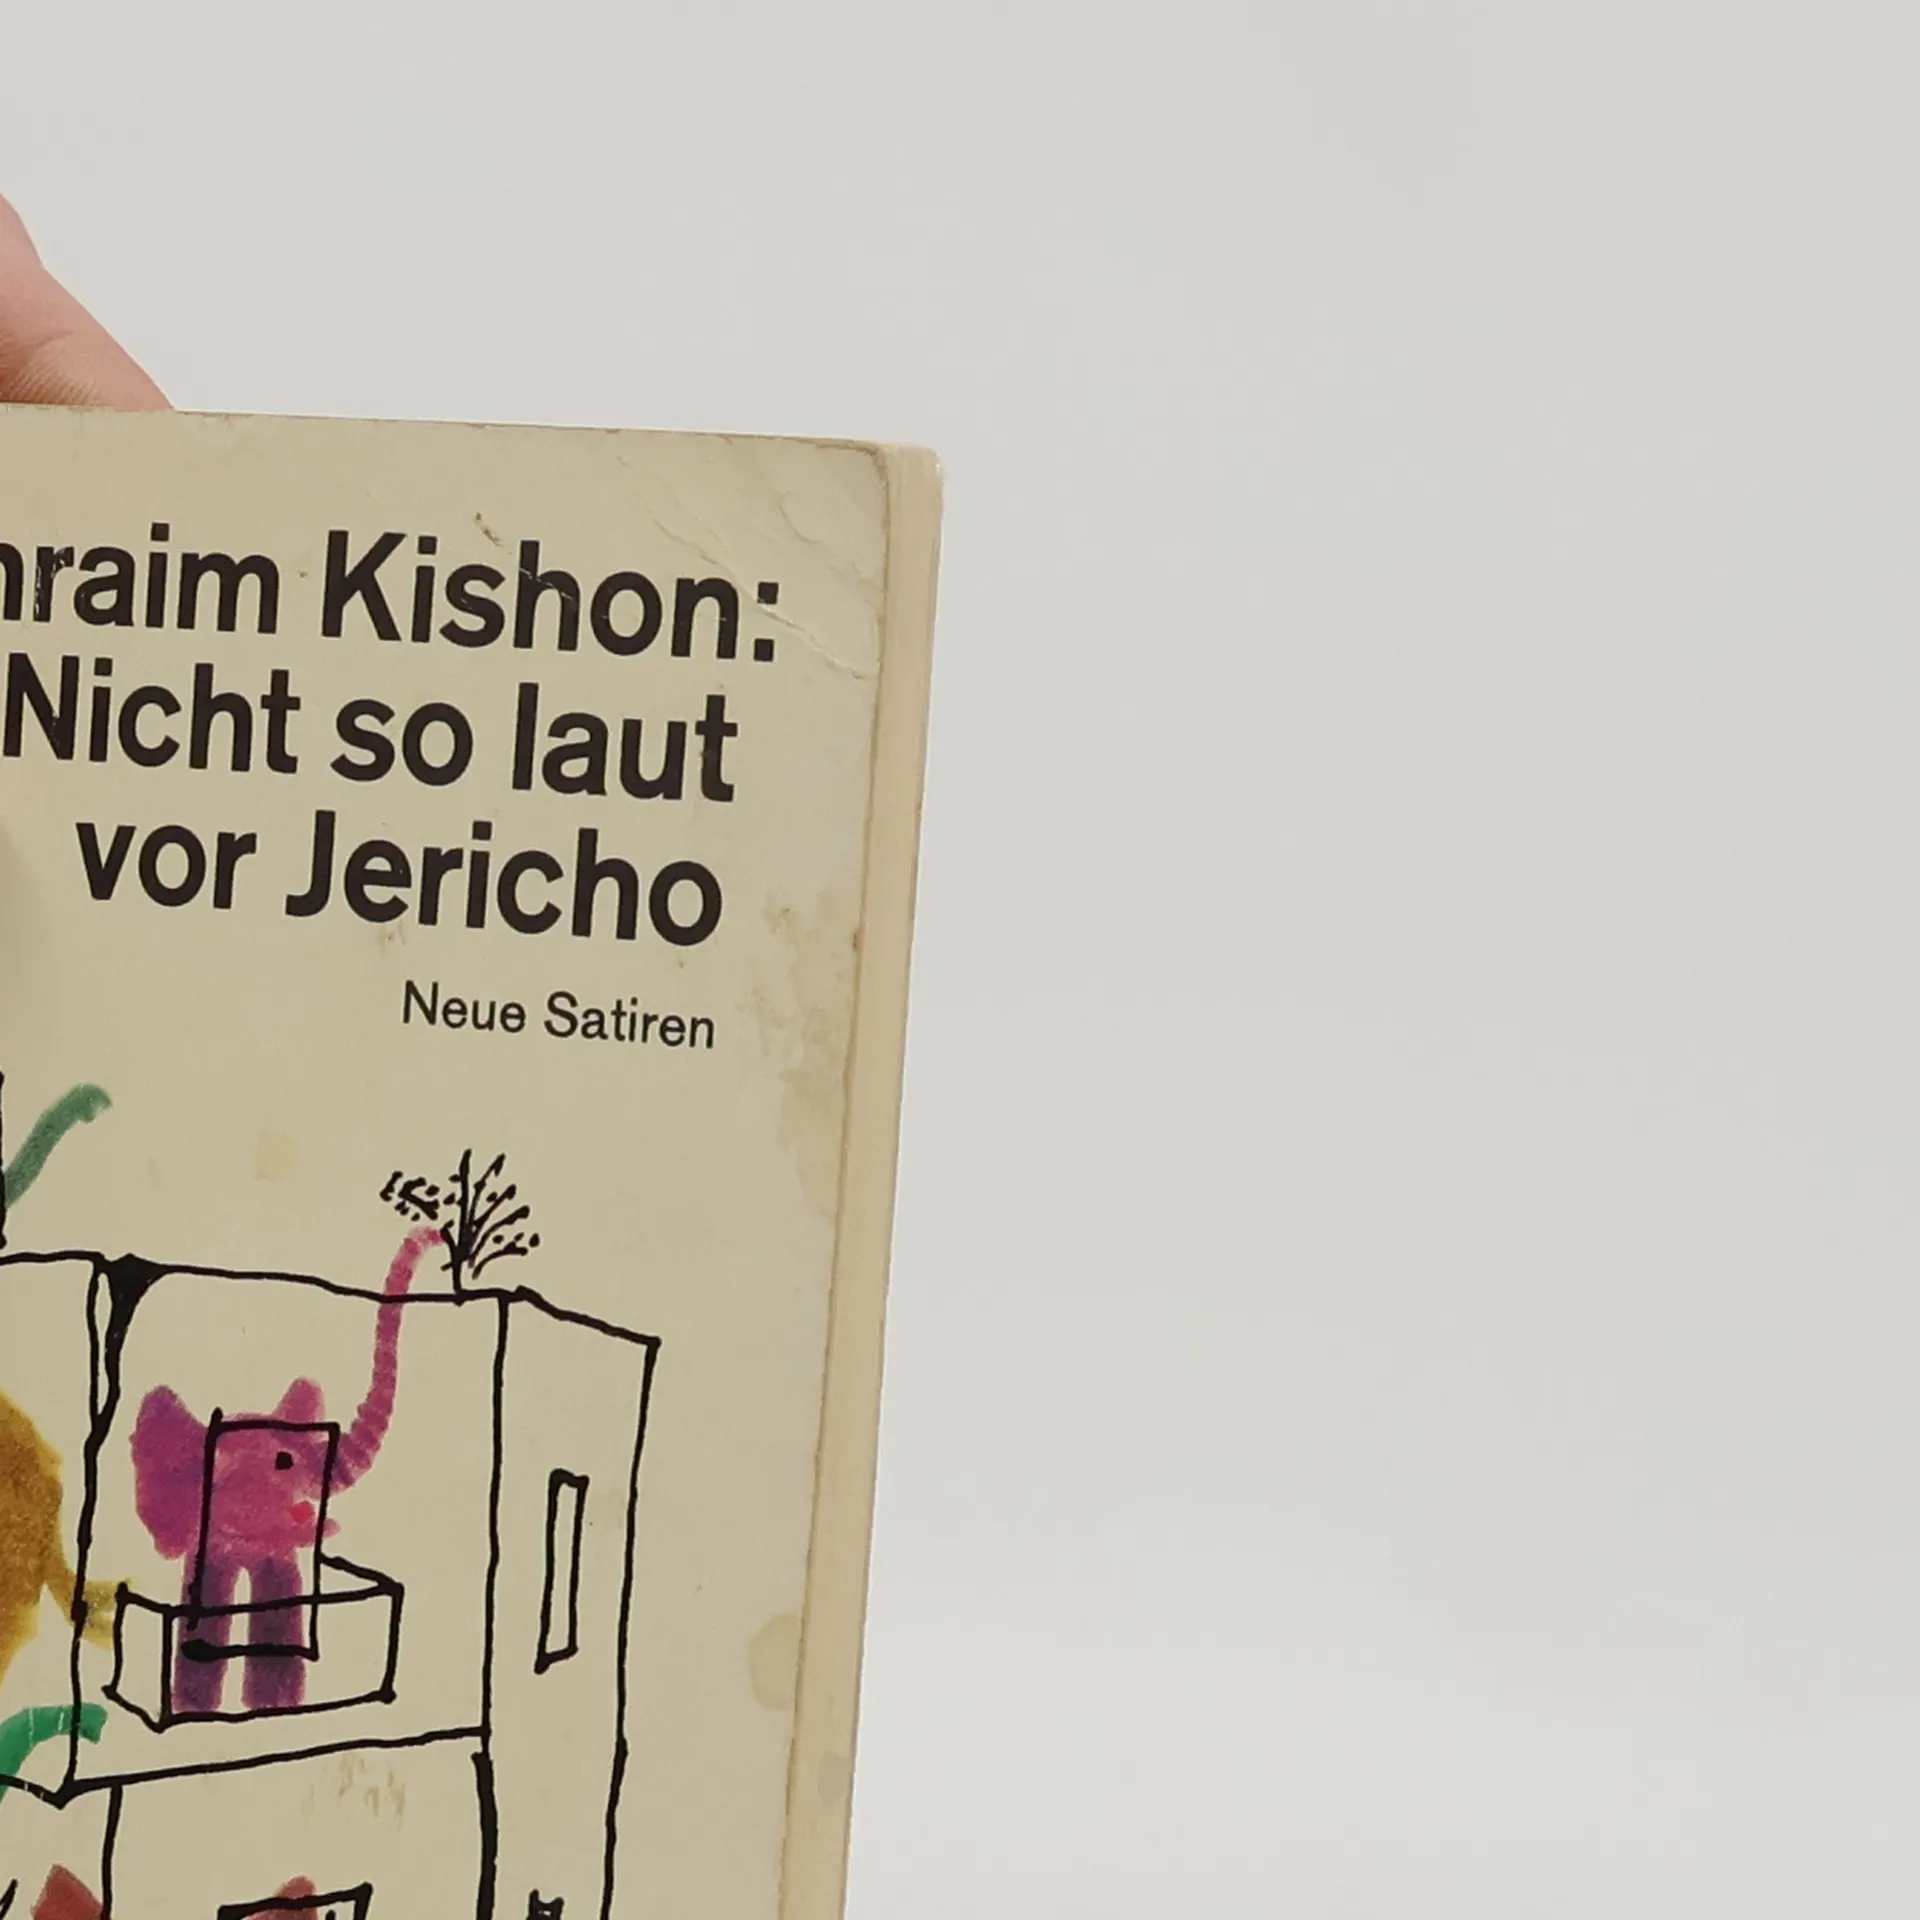 hraim Kishon:
Nicht so laut
vor Jericho
Neue Satiren